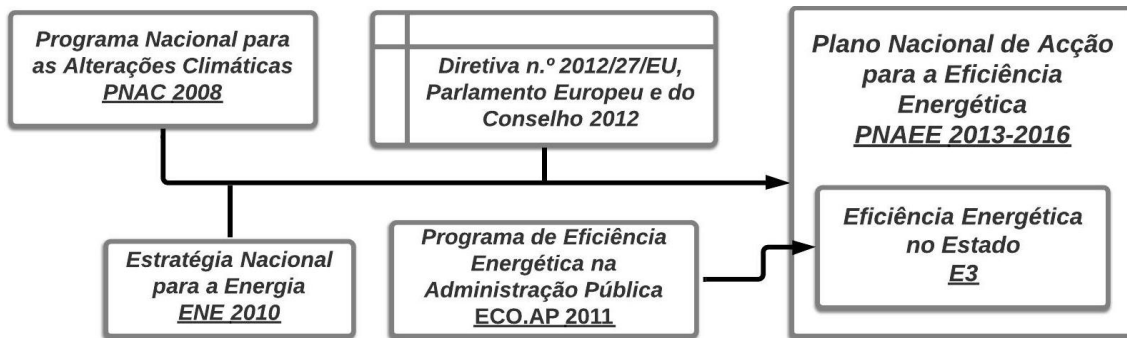 Programa Nacional para
as Alterações Climáticas
PNAC 2008
Diretiva n.º 2012/27/EU,
Parlamento Europeu e do
Conselho 2012
Plano Nacional de Acção
para a Eficiência
Energética
PNAEE 2013-2016
Estratégia Nacional
para a Energia
ENE 2010
Programa de Eficiência
Energética na
Administração Pública
ECO.AP 2011
Eficiência Energética
no Estado
E3